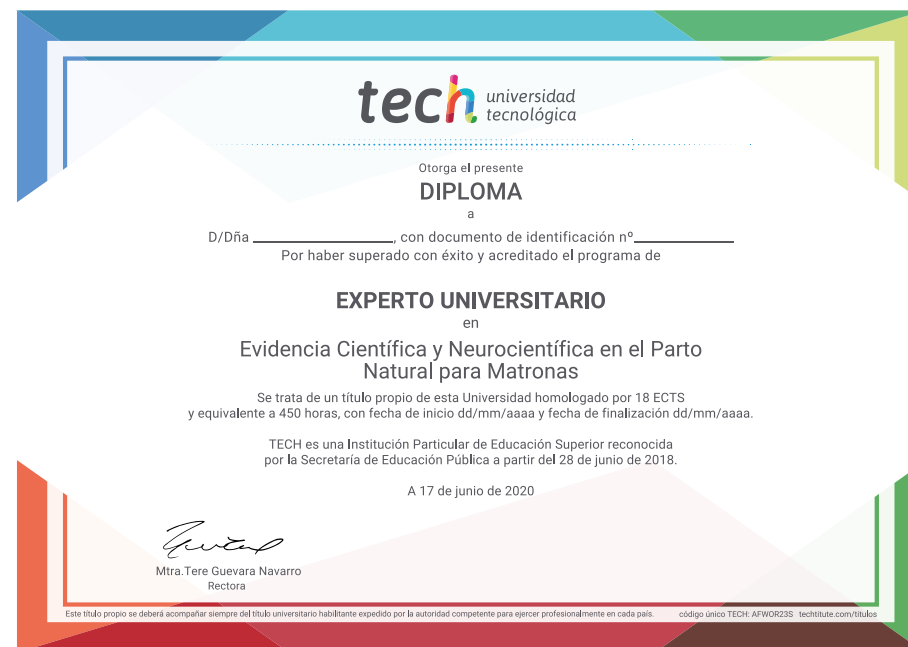 tech universidad
tecnológica
Otorga el presente
DIPLOMA
a
D/Dña ______________, con documento de identificación nº__________
Por haber superado con éxito y acreditado el programa de
EXPERTO UNIVERSITARIO
en
Evidencia Científica y Neurocientífica en el Parto
Natural para Matronas
Se trata de un título propio de esta Universidad homologado por 18 ECTS
y equivalente a 450 horas, con fecha de inicio dd/mm/aaaa y fecha de finalización dd/mm/aaaa.
TECH es una Institución Particular de Educación Superior reconocida
por la Secretaría de Educación Pública a partir del 28 de junio de 2018.
A 17 de junio de 2020
Mtra.Tere Guevara Navarro
Rectora
Este título propio se deberá acompañar siempre del título universitario habilitante expedido por la autoridad competente para ejercer profesionalmente en cada país. código único TECH: AFWOR23S techtitute.com/titulos